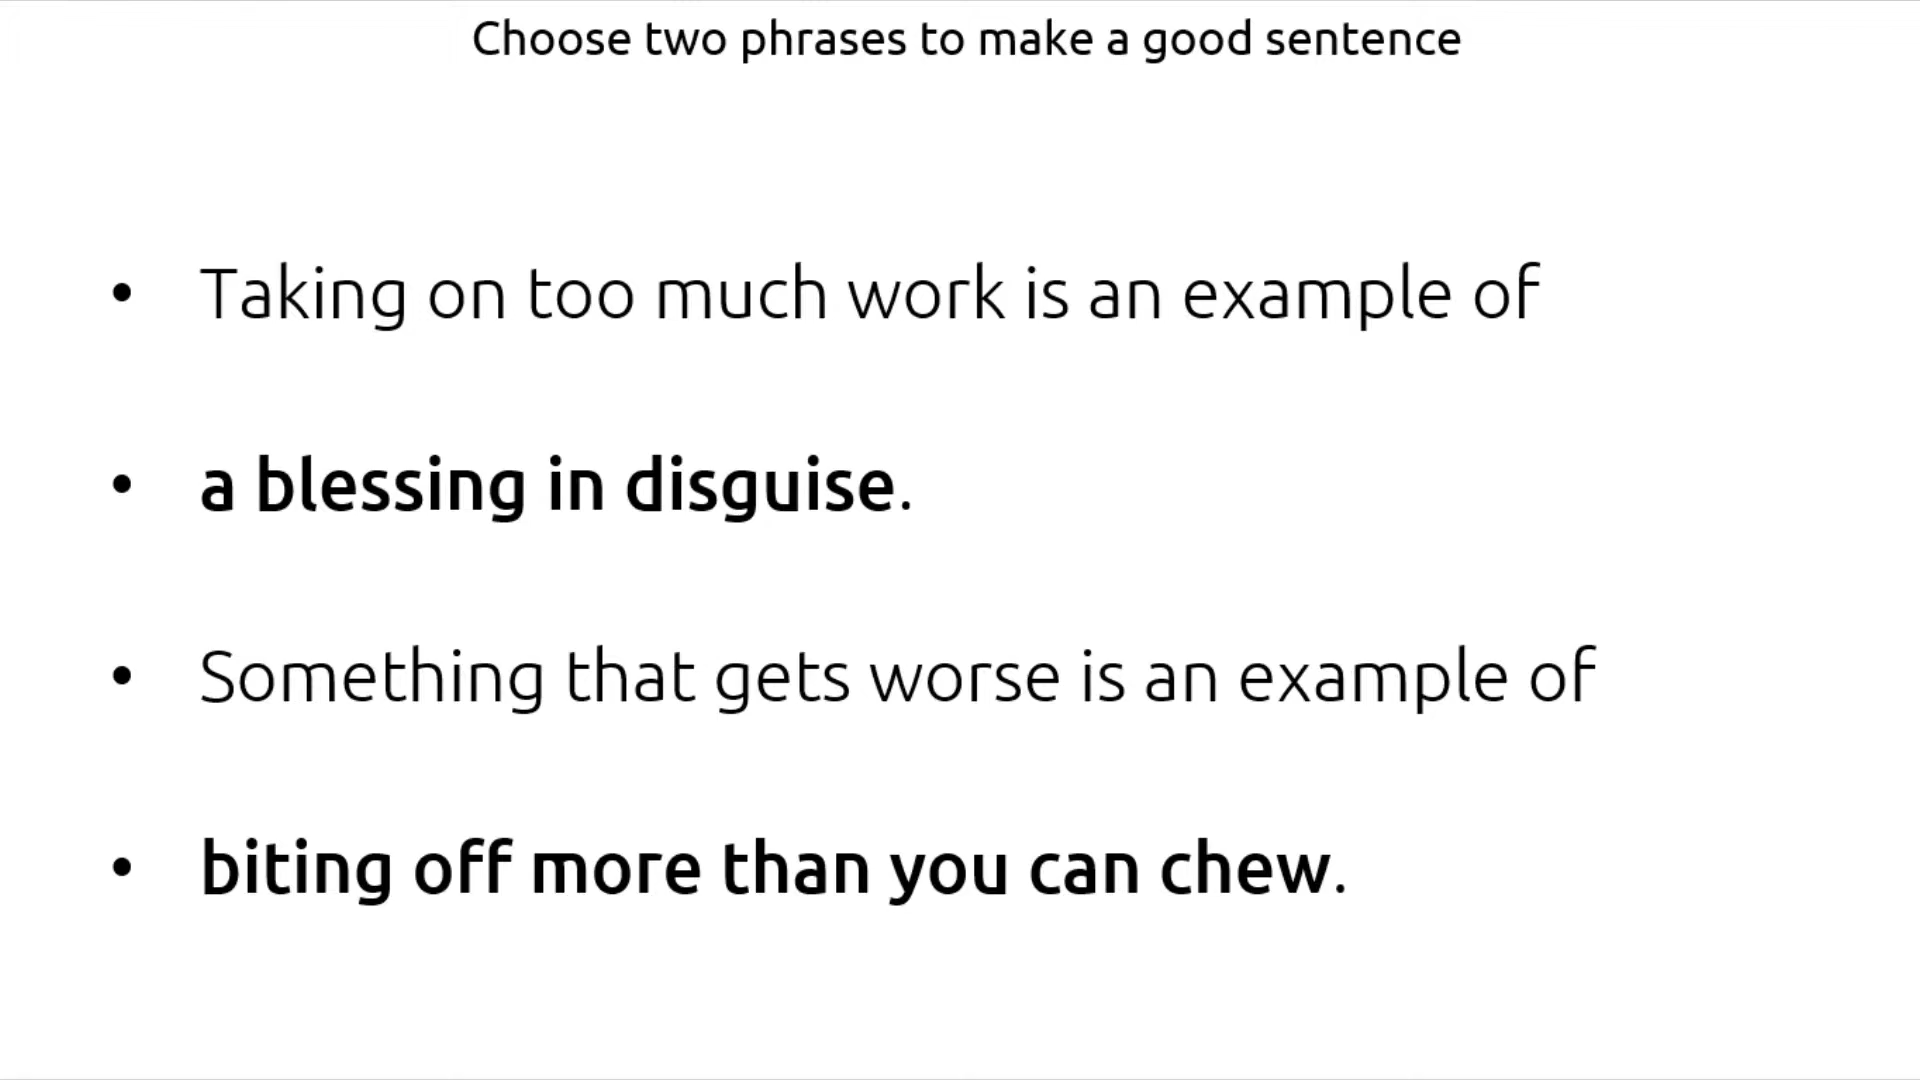 Choose two phrases to make a good sentence
• Taking on too much work is an example of
• a blessing in disguise.
• Something that gets worse is an example of
• biting off more than you can chew.